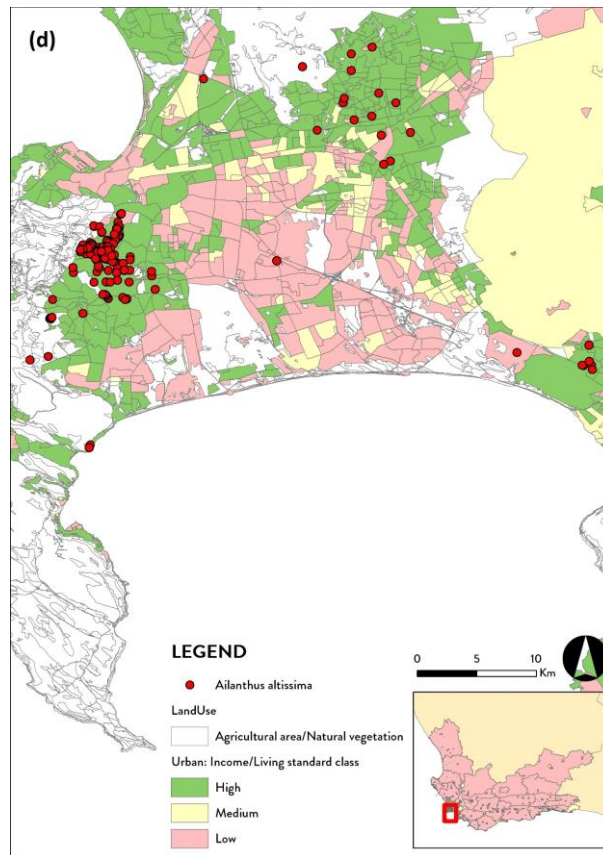 (d)
LEGEND
Ailanthus altissima
LandUse
Agricultural area/Natural vegetation
Urban: Income/Living standard class
High
Medium
Low
0 5 10
Km